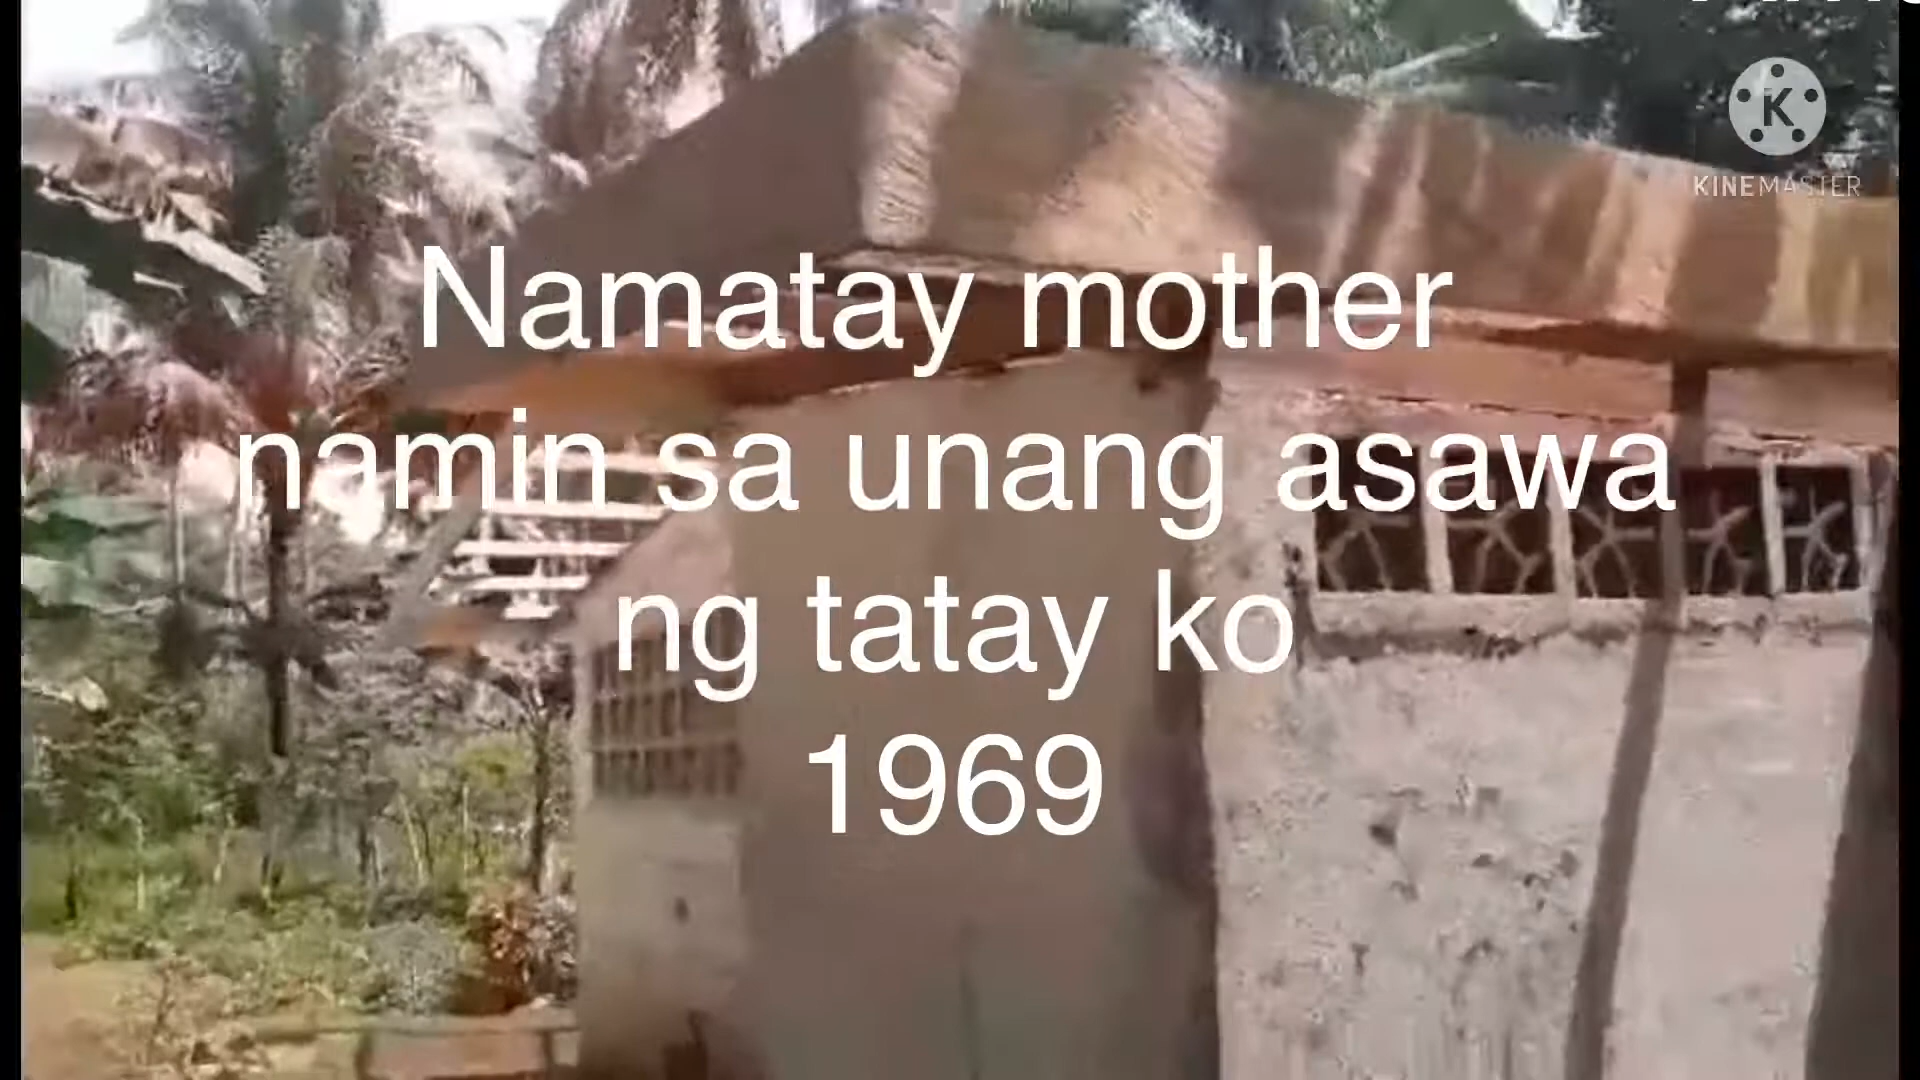 KINEMASTER
Namatay mother
namin sa unang asawa
ng tatay ko
1969